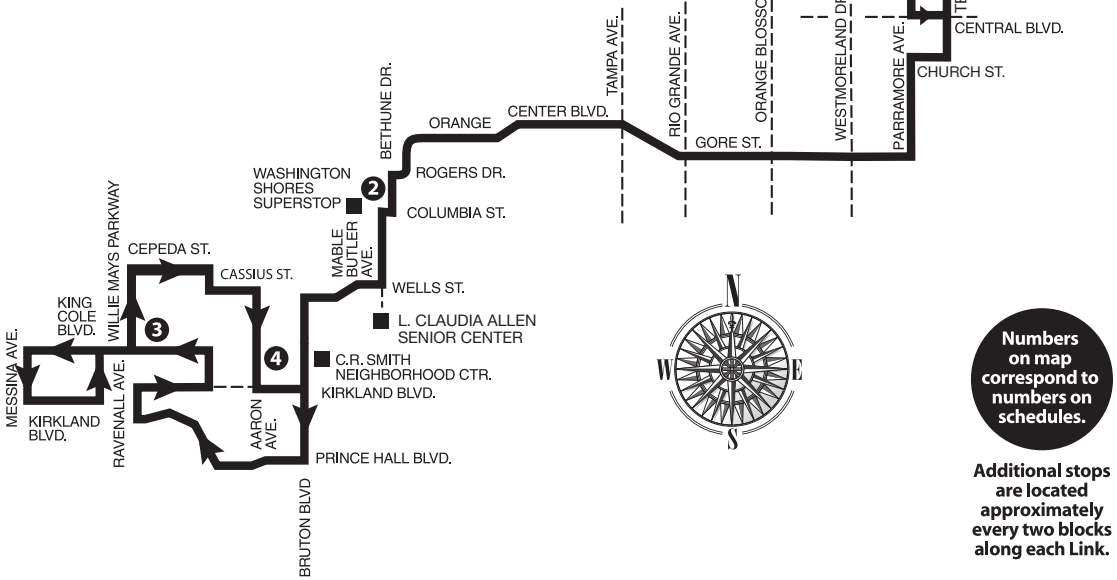 TAMPA AVE.
RIO GRANDE AVE.
ORANGE BLOSSO
WESTMORELAND DR
PARRAMORE AVE.
TE
CENTRAL BLVD.
CHURCH ST.
BETHUNE DR.
ORANGE
CENTER BLVD.
GORE ST.
ROGERS DR.
WASHINGTON
SHORES
SUPERSTOP
2
COLUMBIA ST.
MABLE
BUTLER
AVE.
WILLIE MAYS PARKWAY
CEPEDA ST.
CASSIUS ST.
WELLS ST.
KING
COLE
BLVD.
3
L. CLAUDIA ALLEN
SENIOR CENTER
4
C.R. SMITH
NEIGHBORHOOD CTR.
MESSINA AVE.
KIRKLAND
BLVD.
RAVENALL AVE.
AARON
AVE.
KIRKLAND BLVD.
PRINCE HALL BLVD.
BRUTON BLVD
N
W
E
S
Numbers
on map
correspond to
numbers on
schedules.
Additional stops
are located
approximately
every two blocks
along each Link.